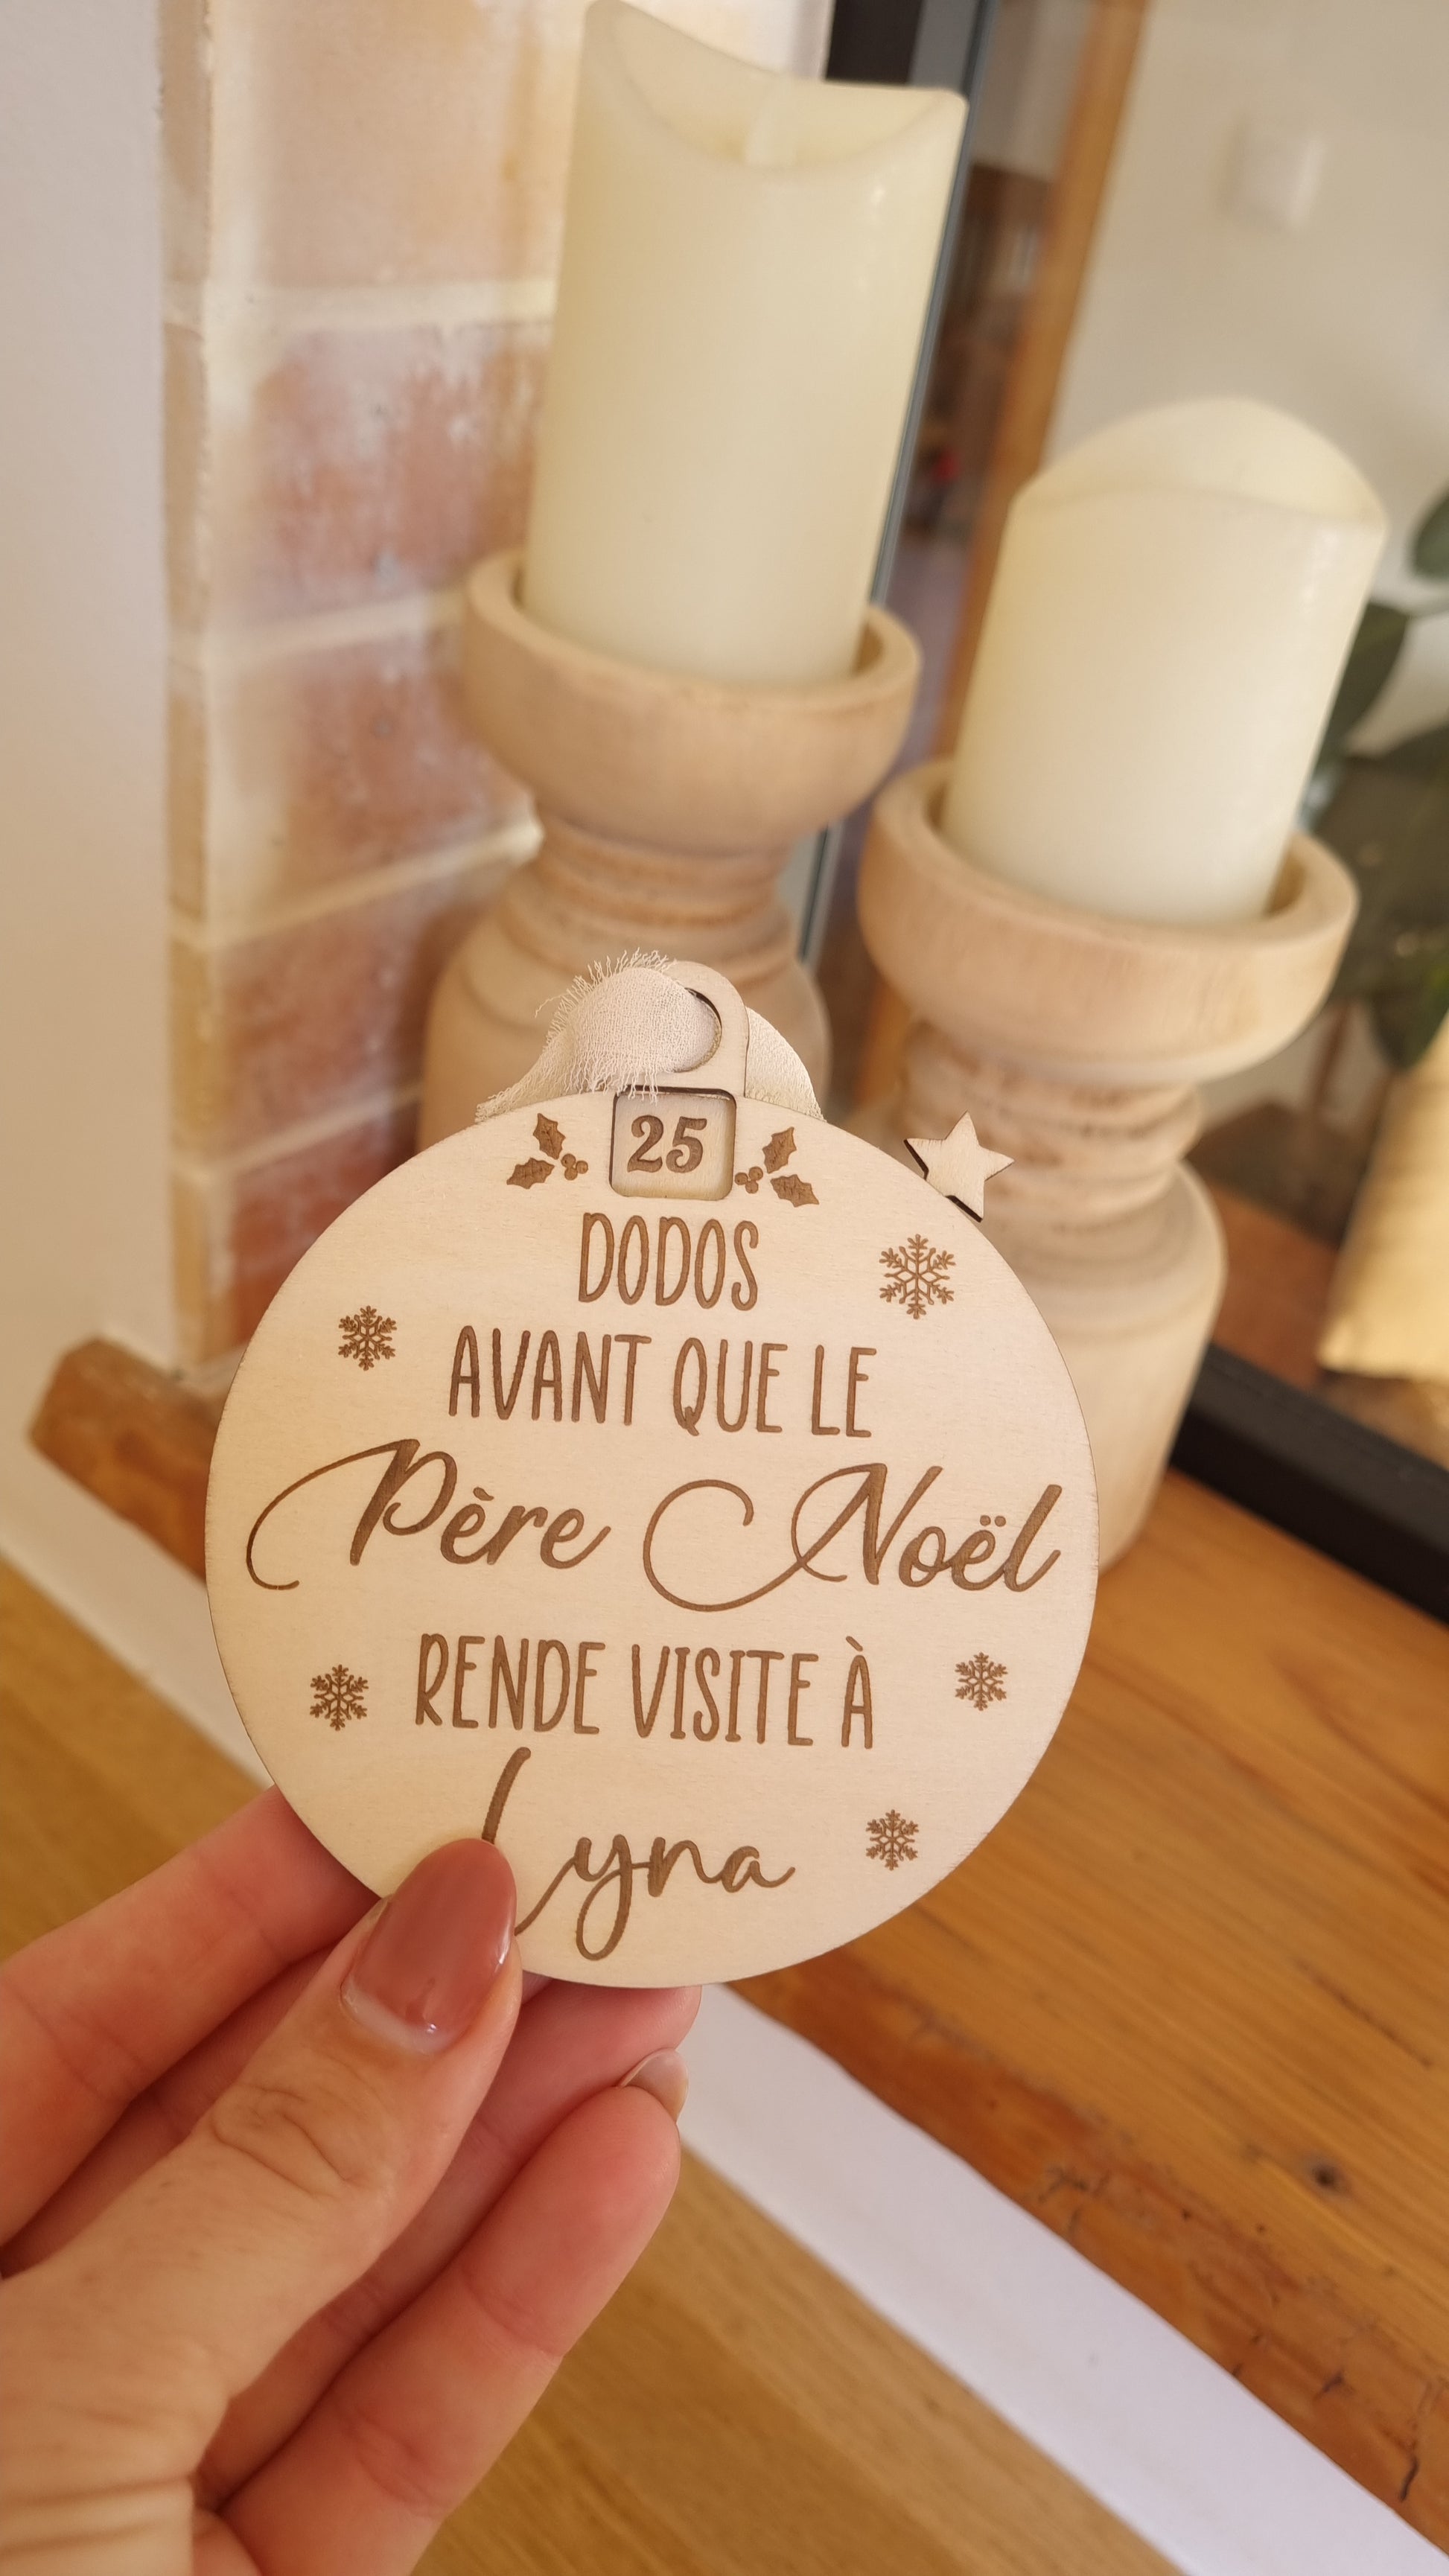 25
DODOS
AVANT QUE LE
Père Noël
RENDE VISITE À
Lyna